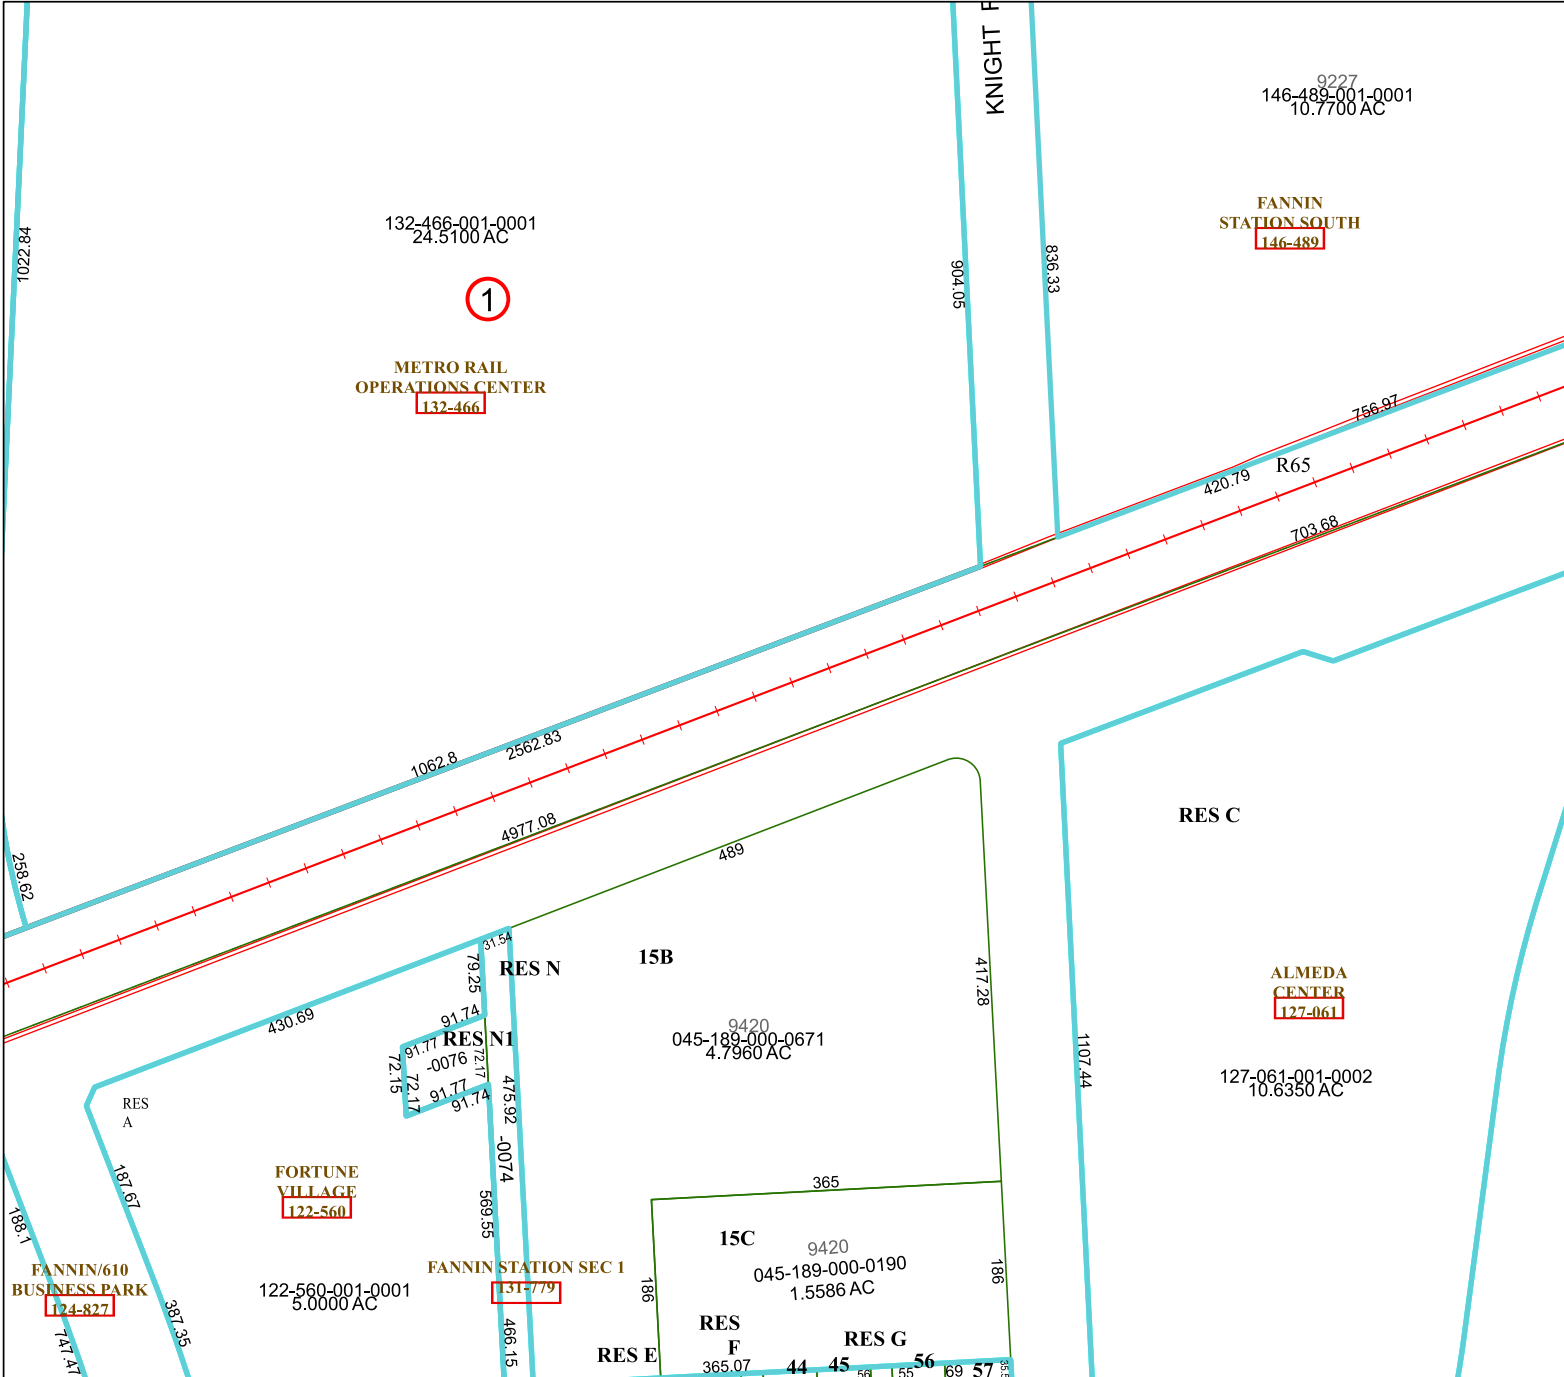 KNIGHT
9227
146-489-001-0001
10.7700 AC
132-466-001-0001
24.5100 AC
FANNIN
STATION SOUTH
146-489
1022.84
904.05
836.33
1
METRO RAIL
OPERATIONS CENTER
132-466
756.97
R65
420.79
703.68
1062.8
2562.83
4977.08
489
RES C
258.62
31.54
79.25
RES N
15B
417.28
ALMEDA
CENTER
127-061
430.69
91.74
RES N1
9420
045-189-000-0671
4.7960 AC
91.77
-0076
72.17
72.15
72.17
91.77
91.74
475.92
1107.44
127-061-001-0002
10.6350 AC
RES
A
-0074
187.67
FORTUNE
VILLAGE
122-560
569.55
365
188.1
15C
9420
045-189-000-0190
1.5586 AC
FANNIN/610
BUSINESS PARK
124-827
FANNIN STATION SEC 1
131-779
122-560-001-0001
5.0000 AC
186
186
387.35
747.47
466.15
RES
F
RES G
RES E
365.07
44
45
56
57
56
55
69